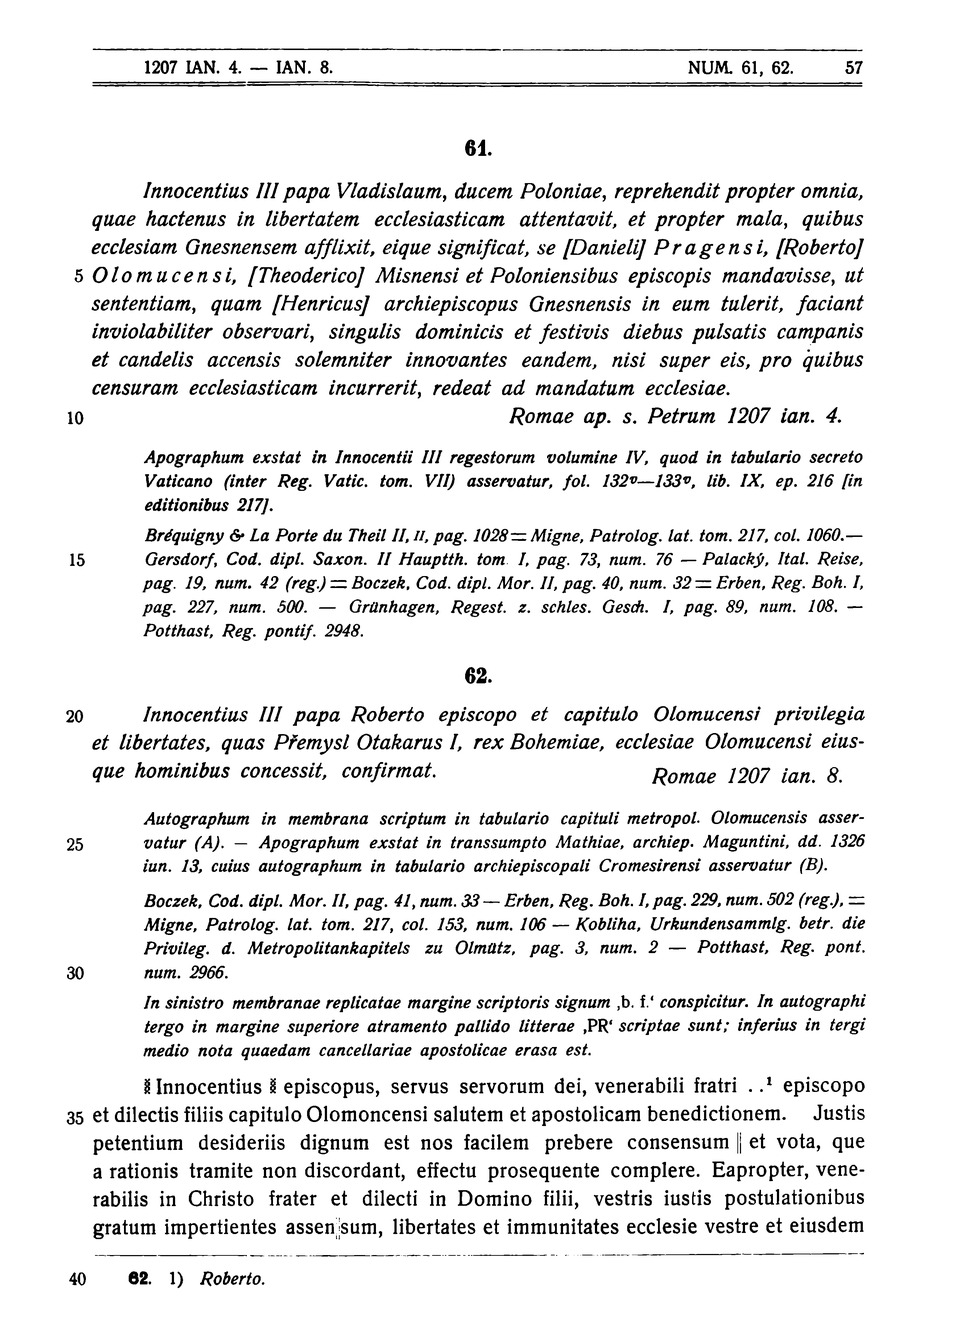 1207 IAN. 4. — IAN. 8. NUM. 61, 62. 57
61.
Innocentius III papa Vladislaum, ducem Poloniae, reprehendit propter omnia,
quae hactenus in libertatem ecclesiasticam attentavit, et propter mala, quibus
ecclesiam Gnesnensem afflixit, eique significat, se [Danieli] Pragensi, [Roberto]
5 Olomucensi, [Theoderico] Misnensi et Poloniensibus episcopis mandavisse, ut
sententiam, quam [Henricus] archiepiscopus Gnesnensis in eum tulerit, faciant
inviolabiliter observari, singulis dominicis et festivis diebus pulsatis campanis
et candelis accensis solemniter innovantes eandem, nisi super eis, pro quibus
censuram ecclesiasticam incurrerit, redeat ad mandatum ecclesiae.
10 Romae ap. s. Petrum 1207 ian. 4.
Apographum exstat in Innocentii III regestorum volumine IV, quod in tabulario secreto
Vaticano (inter Reg. Vatic. tom. VII) asservatur, fol. 132v—133v, lib. IX, ep. 216 [in
editionibus 217].
Bréquigny & La Porte du Theil II, II, pag. 1028 = Migne, Patrolog. lat. tom. 217, col. 1060.—
15 Gersdorf, Cod. dipl. Saxon. II Hauptth. tom. I, pag. 73, num. 76 — Palacký, Ital. Reise,
pag. 19, num. 42 (reg.) = Boczek, Cod. dipl. Mor. II, pag. 40, num. 32 = Erben, Reg. Boh. I,
pag. 227, num. 500. — Grünhagen, Regest. z. schles. Gesch. I, pag. 89, num. 108. —
Potthast, Reg. pontif. 2948.
62.
20 Innocentius III papa Roberto episcopo et capitulo Olomucensi privilegia
et libertates, quas Přemysl Otakarus I, rex Bohemiae, ecclesiae Olomucensi eius-
que hominibus concessit, confirmat. Romae 1207 ian. 8.
Autographum in membrana scriptum in tabulario capituli metropol. Olomucensis asser-
25 vatur (A). — Apographum exstat in transsumpto Mathiae, archiep. Maguntini, dd. 1326
iun. 13, cuius autographum in tabulario archiepiscopali Cromesirensi asservatur (B).
Boczek, Cod. dipl. Mor. II, pag. 41, num. 33 — Erben, Reg. Boh. I, pag. 229, num. 502 (reg.), =
Migne, Patrolog. lat. tom. 217, col. 153, num. 106 — Kobliha, Urkundensammlg. betr. die
Privileg. d. Metropolitankapitels zu Olmütz, pag. 3, num. 2 — Potthast, Reg. pont.
30 num. 2966.
In sinistro membranae replicatae margine scriptoris signum ‚b. f.‘ conspicitur. In autographi
tergo in margine superiore atramento pallido litterae ‚PR‘ scriptae sunt; inferius in tergi
medio nota quaedam cancellariae apostolicae erasa est.
Innocentius episcopus, servus servorum dei, venerabili fratri . .¹ episcopo
35 et dilectis filiis capitulo Olomoncensi salutem et apostolicam benedictionem. Justis
petentium desideriis dignum est nos facilem prebere consensum || et vota, que
a rationis tramite non discordant, effectu prosequente complere. Eapropter, vene-
rabilis in Christo frater et dilecti in Domino filii, vestris iustis postulationibus
gratum impertientes assen||sum, libertates et immunitates ecclesie vestre et eiusdem
40 62. 1) Roberto.